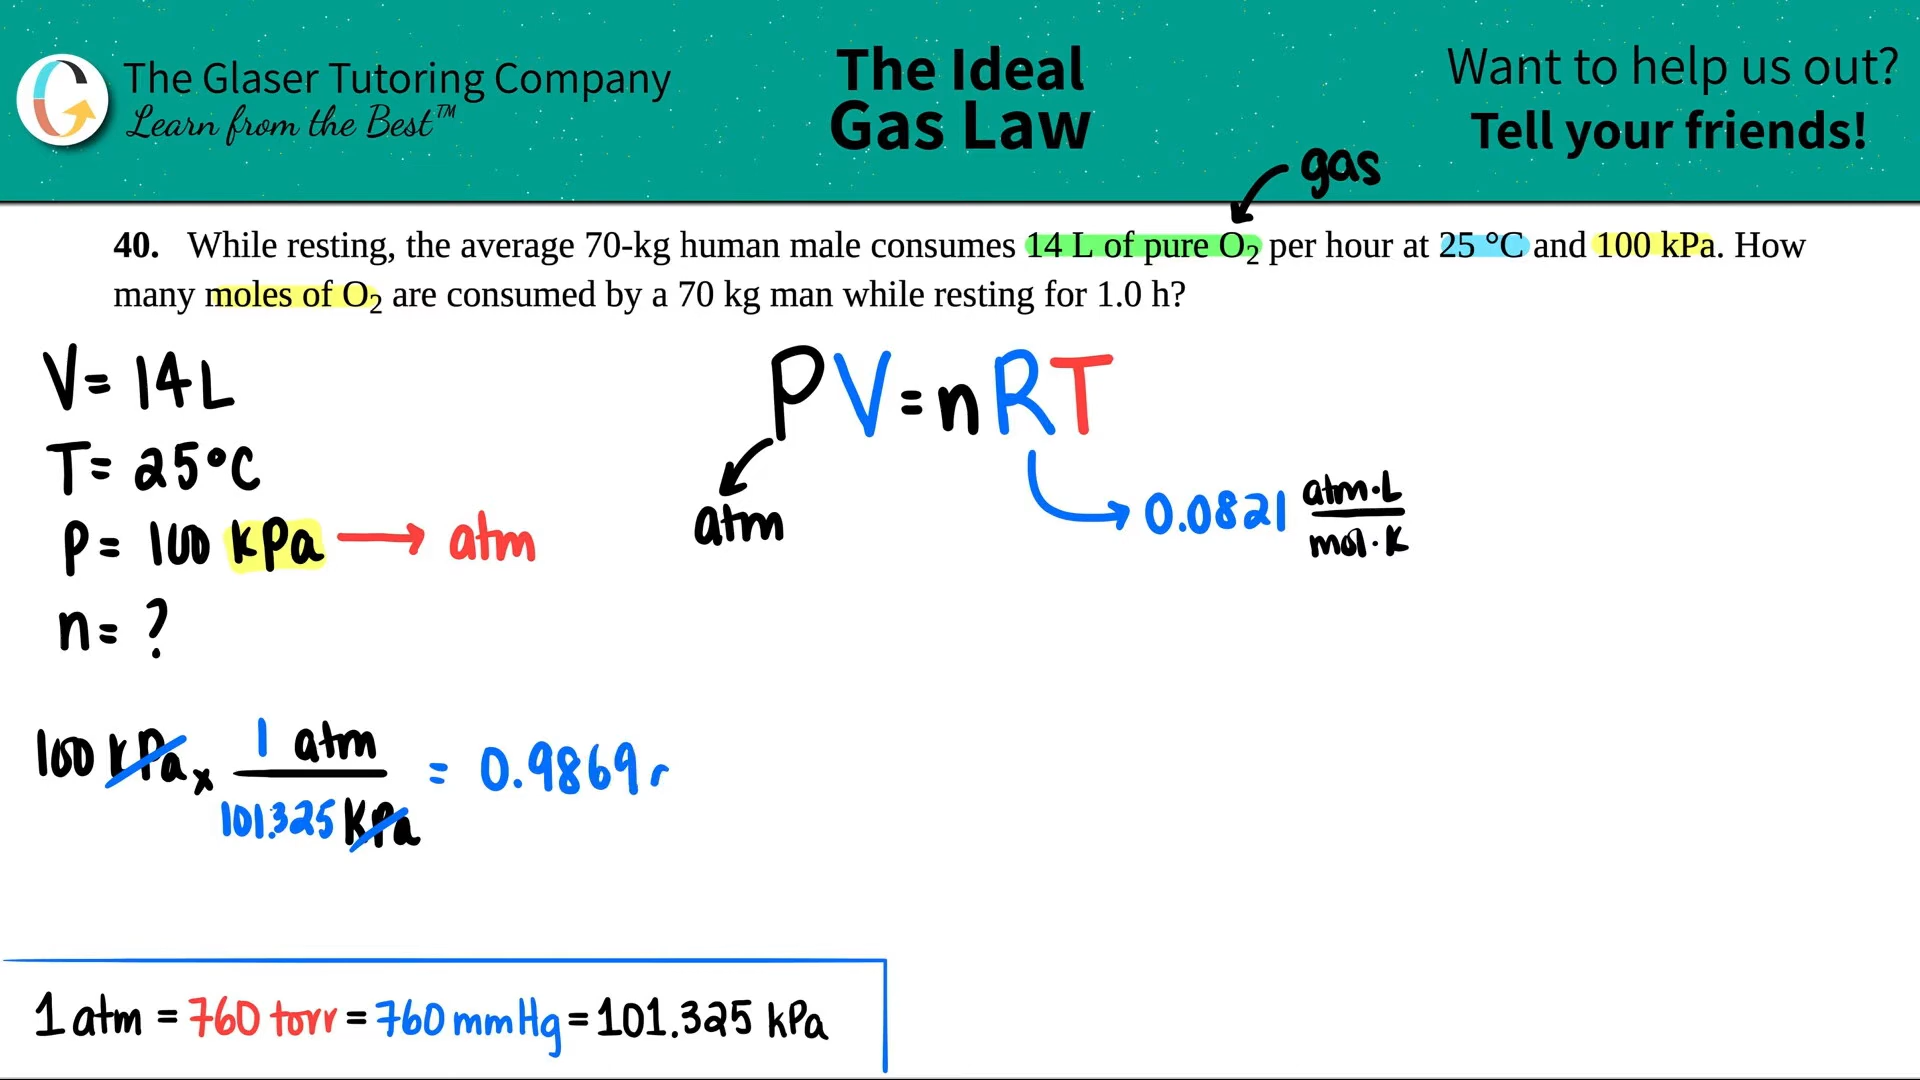 The Glaser Tutoring Company
Learn from the Best™
The Ideal
Gas Law
Want to help us out?
Tell your friends!
gas
40. While resting, the average 70-kg human male consumes 14 L of pure O₂ per hour at 25 °C and 100 kPa. How
many moles of O₂ are consumed by a 70 kg man while resting for 1.0 h?
V = 14 L
T = 25°C
P = 100 kPa → atm
n = ?
PV = nRT
atm
0.0821 atm·L
mol·K
100 kPa x 1 atm = 0.9869
101.325 kPa
1 atm = 760 torr = 760 mmHg = 101.325 kPa